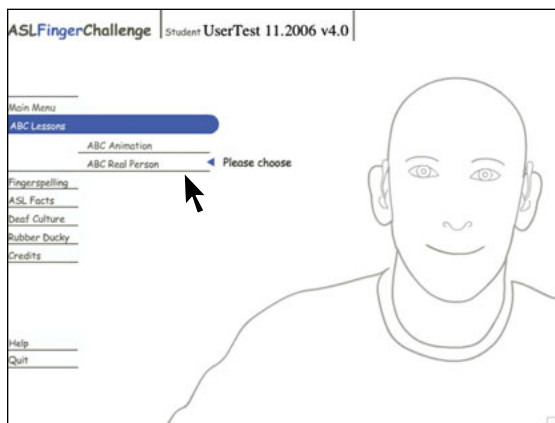 ASLFingerChallenge Student UserTest 11.2006 v4.0
Main Menu
ABC Lessons
ABC Animation
ABC Real Person
Please choose
Fingerspelling
ASL Facts
Deaf Culture
Rubber Ducky
Credits
Help
Quit